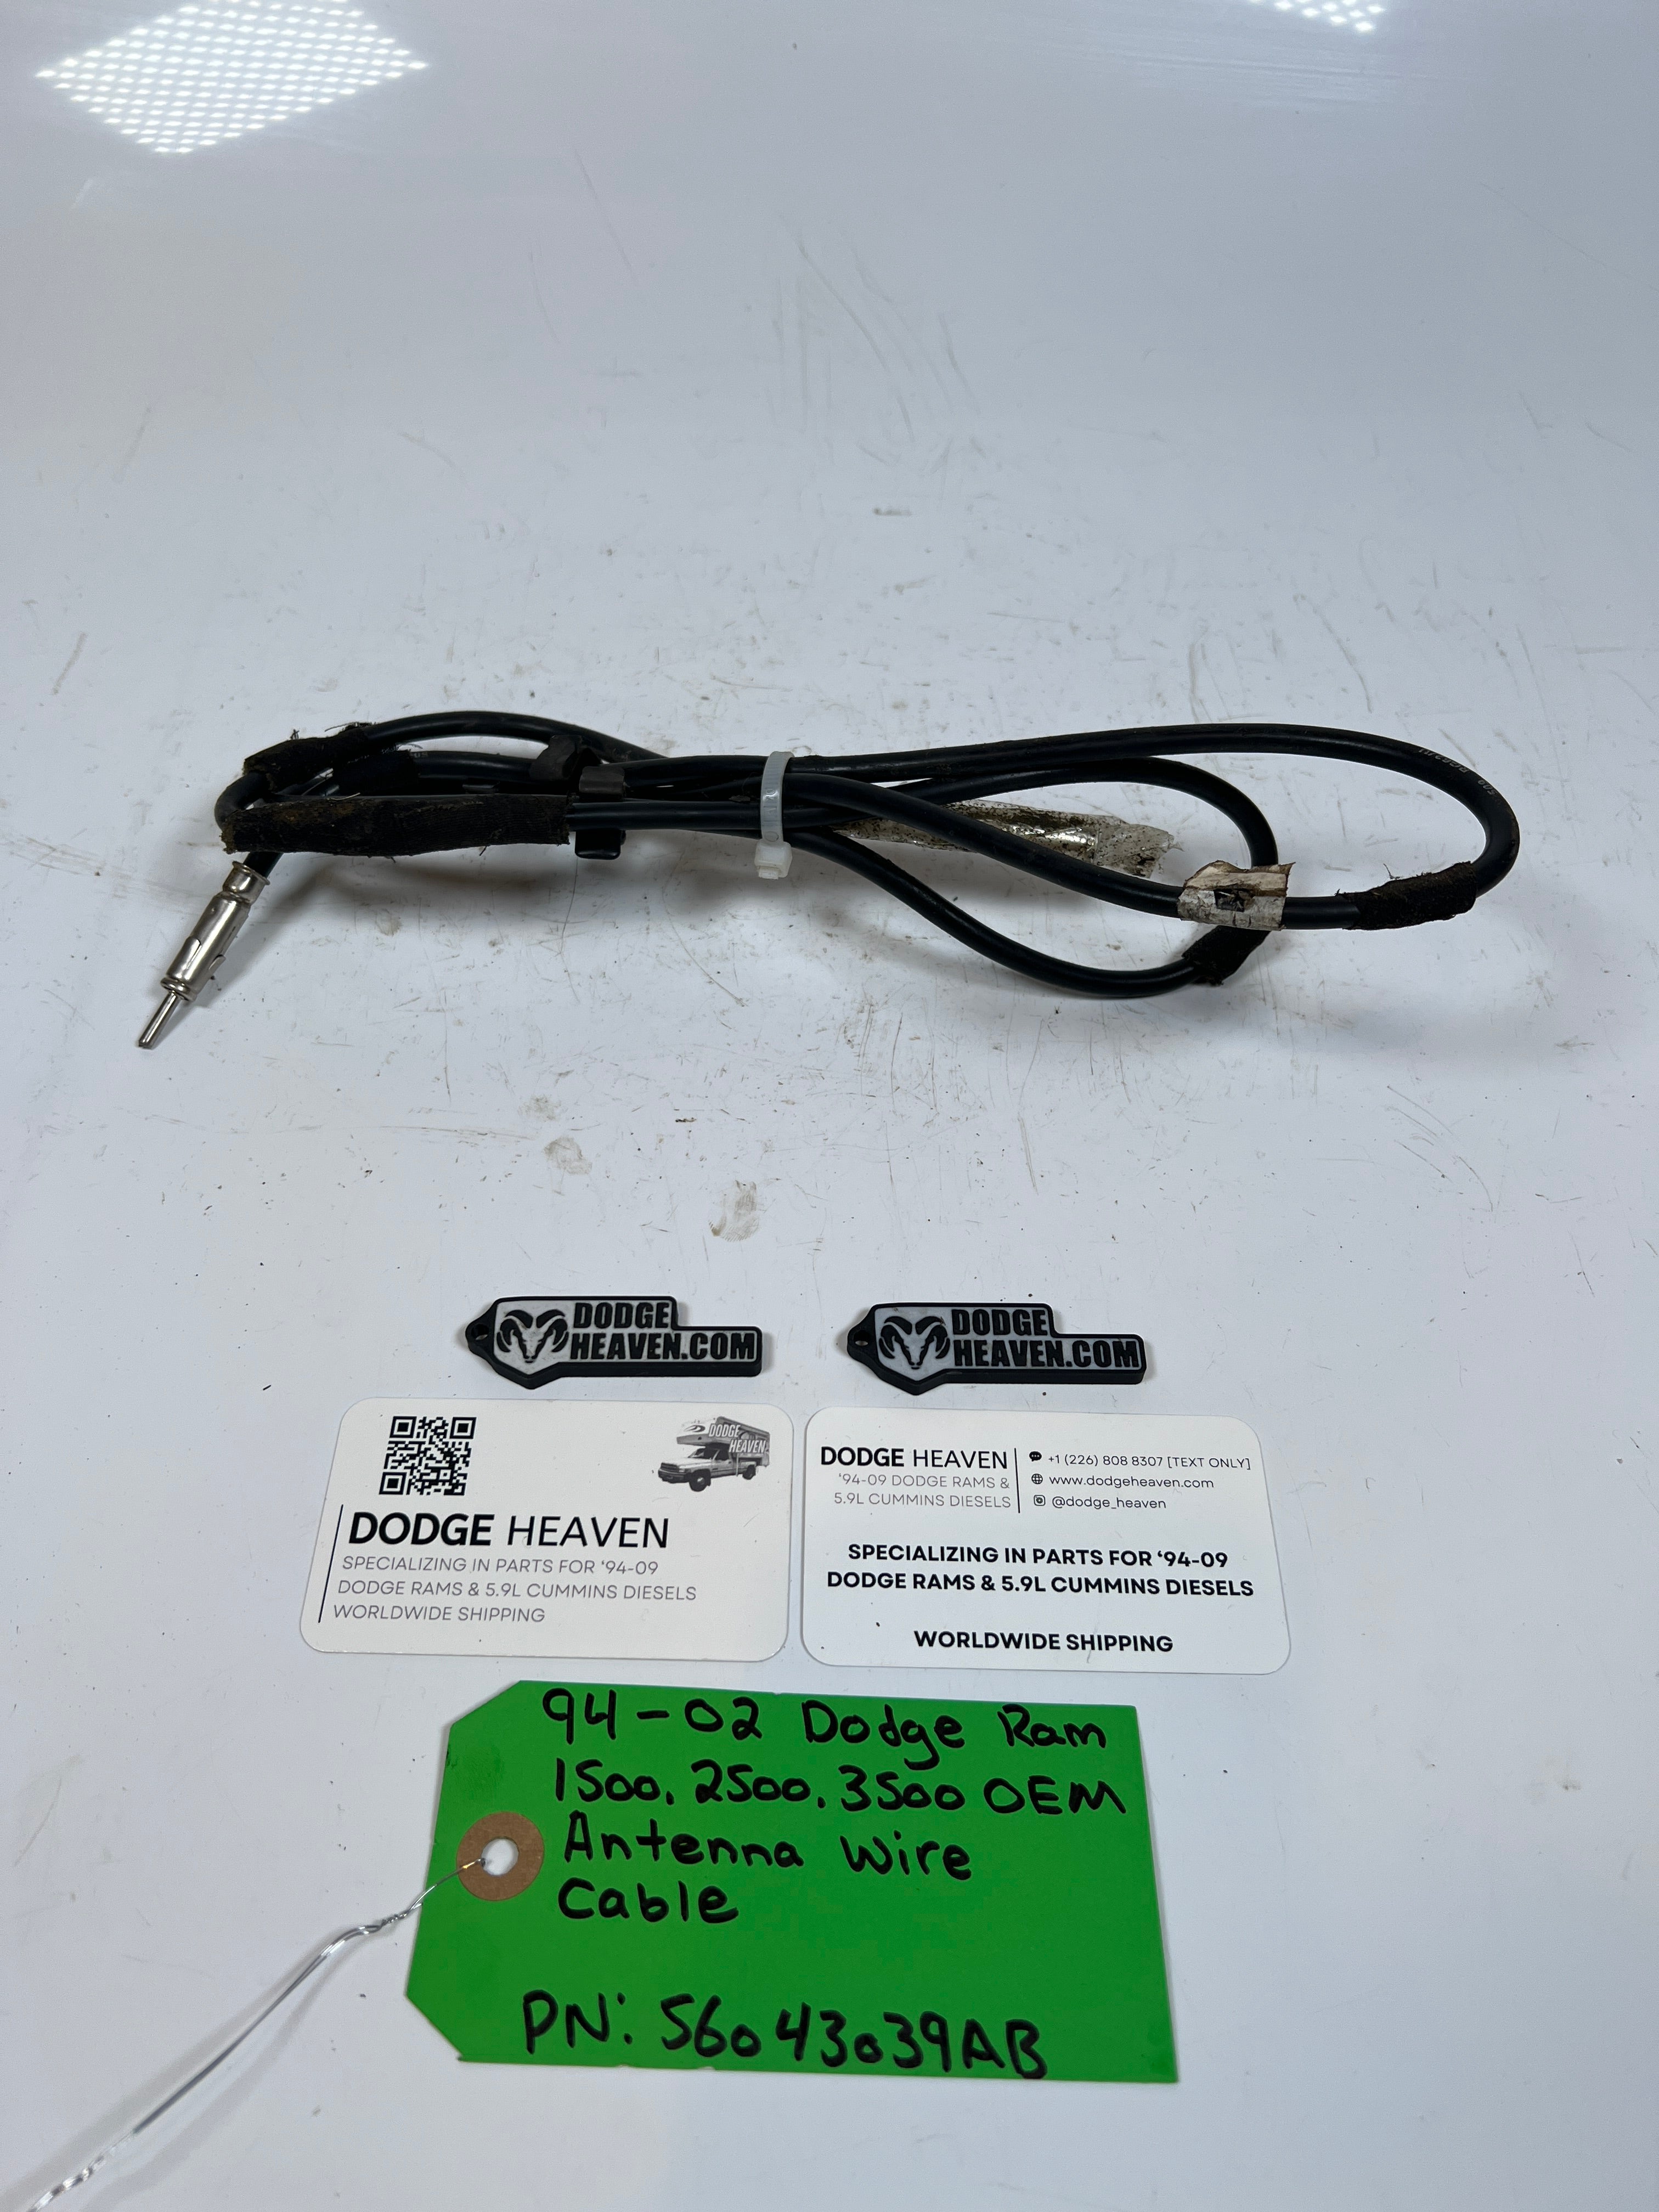 DODGE
HEAVEN.COM
DODGE
HEAVEN.COM
DODGE
HEAVEN
DODGE HEAVEN
SPECIALIZING IN PARTS FOR '94-09
DODGE RAMS & 5.9L CUMMINS DIESELS
WORLDWIDE SHIPPING
DODGE HEAVEN
'94-09 DODGE RAMS &
5.9L CUMMINS DIESELS
+1 (226) 808 8307 [TEXT ONLY]
www.dodgeheaven.com
@dodge_heaven
SPECIALIZING IN PARTS FOR '94-09
DODGE RAMS & 5.9L CUMMINS DIESELS
WORLDWIDE SHIPPING
94-02 Dodge Ram
1500, 2500, 3500 OEM
Antenna Wire
Cable
PN: 56043039AB